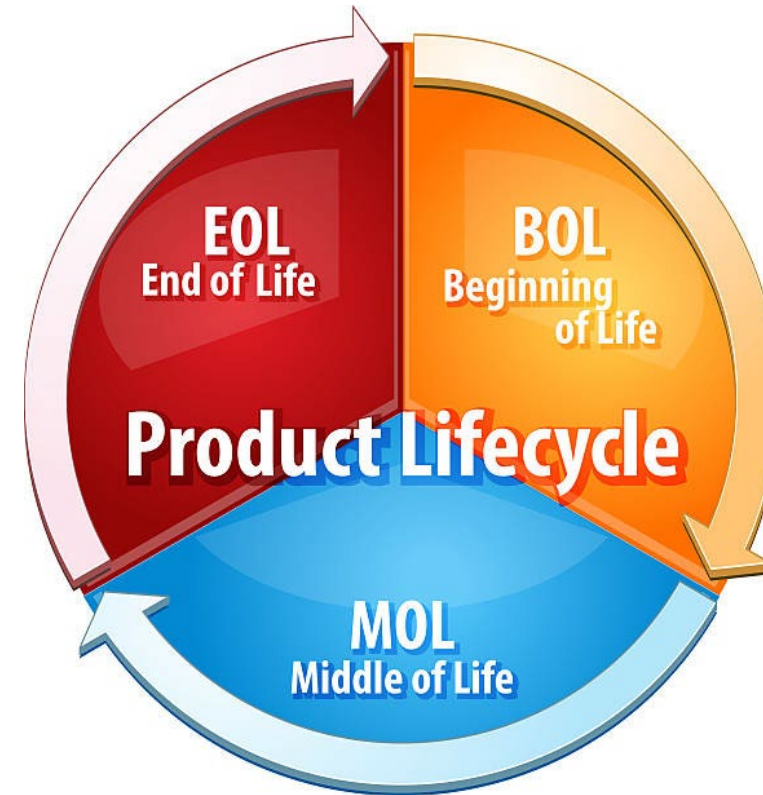 EOL
End of Life
BOL
Beginning
of Life
Product Lifecycle
MOL
Middle of Life